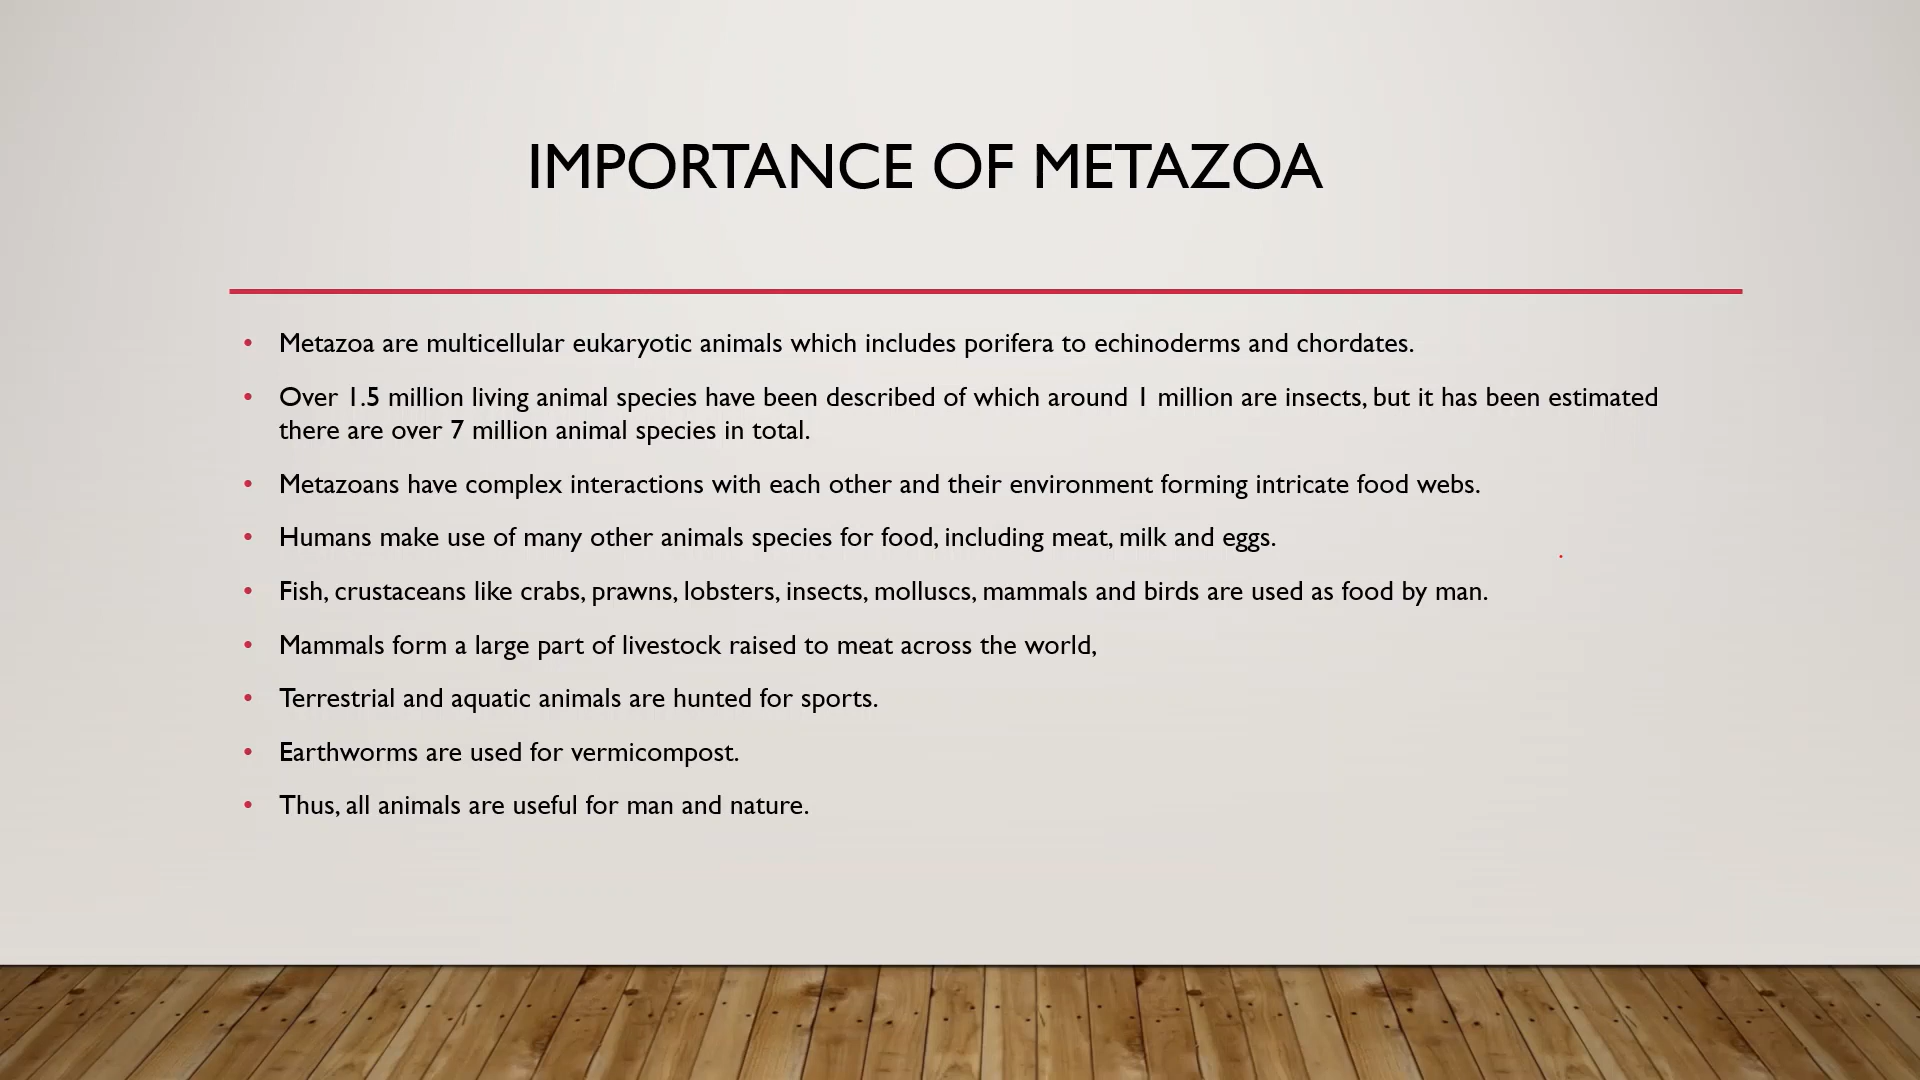 IMPORTANCE OF METAZOA
• Metazoa are multicellular eukaryotic animals which includes porifera to echinoderms and chordates.
• Over 1.5 million living animal species have been described of which around 1 million are insects, but it has been estimated
there are over 7 million animal species in total.
• Metazoans have complex interactions with each other and their environment forming intricate food webs.
• Humans make use of many other animals species for food, including meat, milk and eggs.
• Fish, crustaceans like crabs, prawns, lobsters, insects, molluscs, mammals and birds are used as food by man.
• Mammals form a large part of livestock raised to meat across the world,
• Terrestrial and aquatic animals are hunted for sports.
• Earthworms are used for vermicompost.
• Thus, all animals are useful for man and nature.